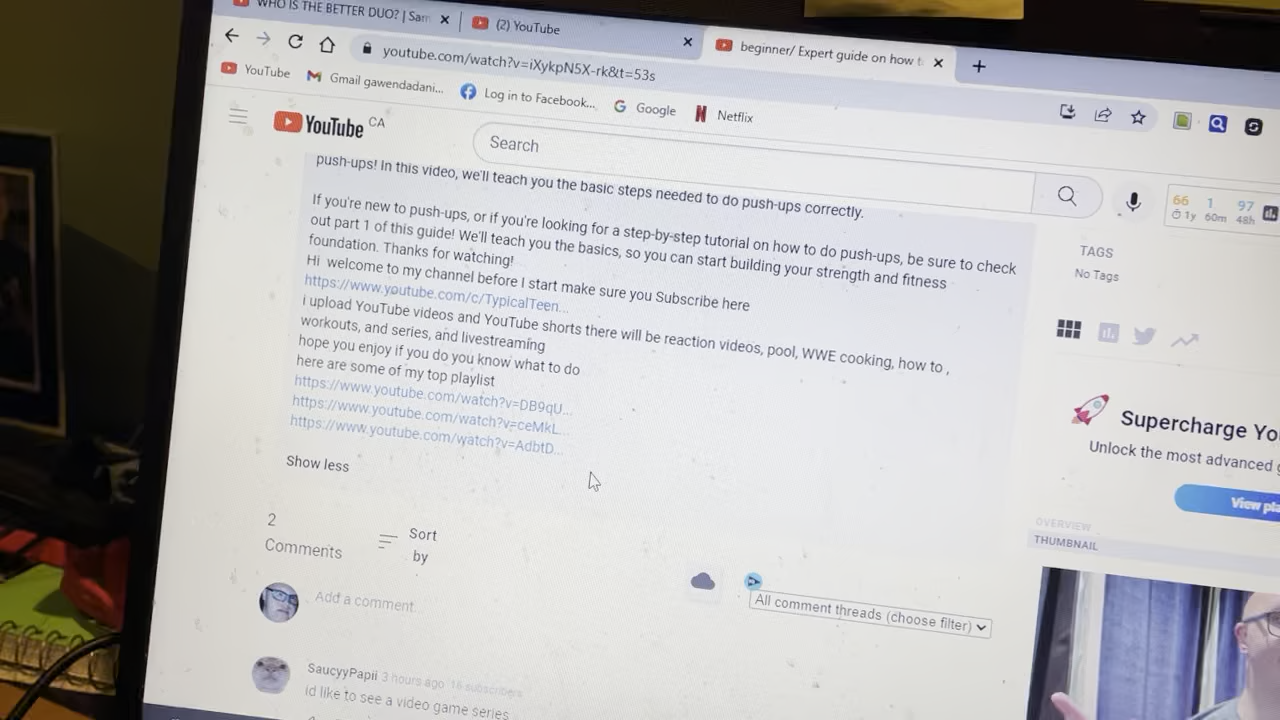 WHO IS THE BETTER DUO? | Sam
(2) YouTube
beginner/ Expert guide on how t
youtube.com/watch?v=iXykpN5X-rk&t=53s
YouTube
Gmail gawendadani...
Log in to Facebook...
Google
Netflix
YouTube CA
Search
66 1 97
1y 60m 48h
push-ups! In this video, we'll teach you the basic steps needed to do push-ups correctly.
If you're new to push-ups, or if you're looking for a step-by-step tutorial on how to do push-ups, be sure to check
out part 1 of this guide! We'll teach you the basics, so you can start building your strength and fitness
foundation. Thanks for watching!
Hi welcome to my channel before I start make sure you Subscribe here
https://www.youtube.com/c/TypicalTeen...
i upload YouTube videos and YouTube shorts there will be reaction videos, pool, WWE cooking, how to ,
workouts, and series, and livestreaming
hope you enjoy if you do you know what to do
here are some of my top playlist
https://www.youtube.com/watch?v=DB9qU...
https://www.youtube.com/watch?v=ceMkL...
https://www.youtube.com/watch?v=AdbtD...
Show less
2
Comments
Sort
by
All comment threads (choose filter)
Add a comment...
SaucyyPapii 3 hours ago 16 subscribers
id like to see a video game series
TAGS
No Tags
Supercharge Yo
Unlock the most advanced
View pla
OVERVIEW
THUMBNAIL